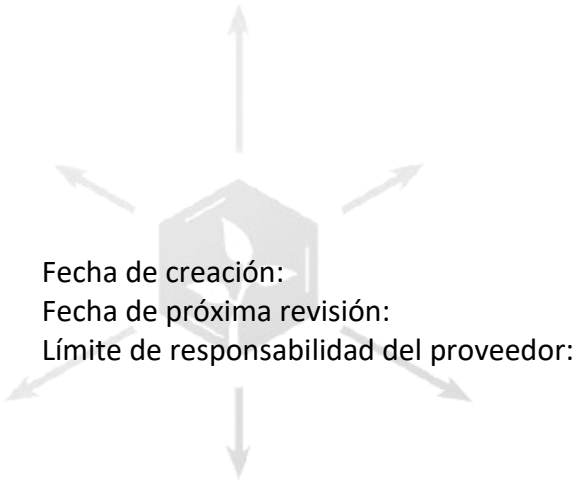 Fecha de creación:
Fecha de próxima revisión:
Límite de responsabilidad del proveedor: